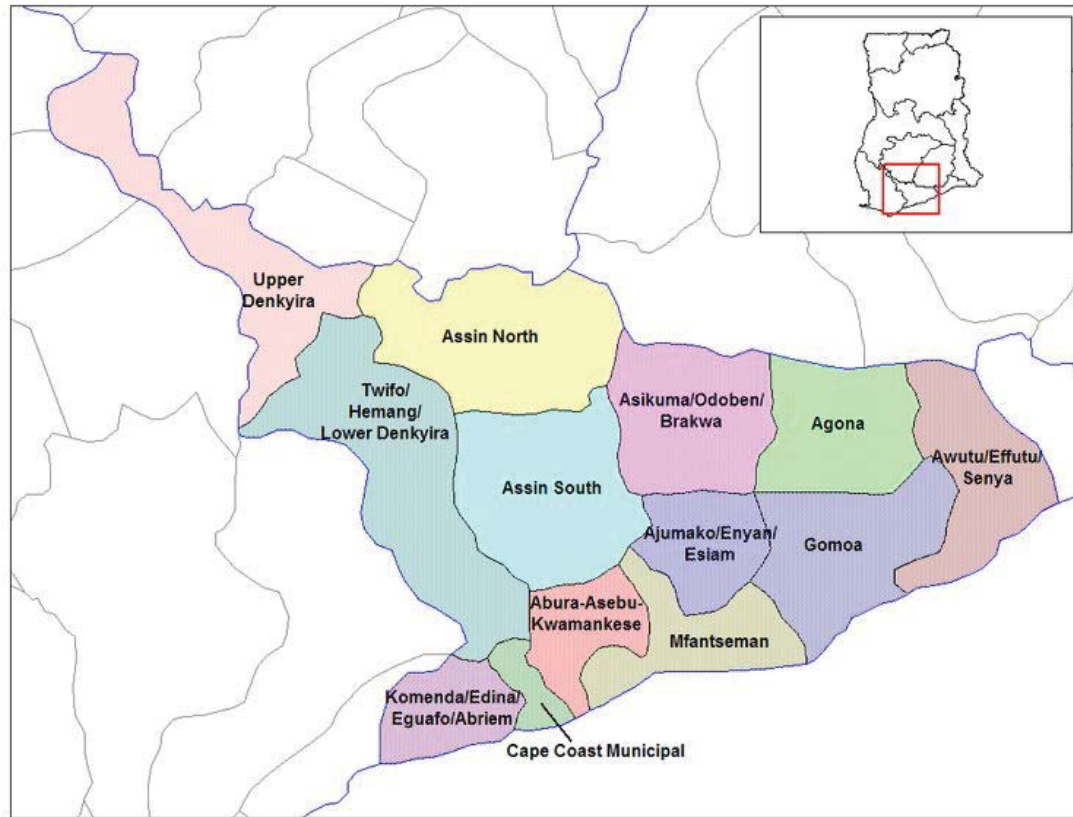 Upper
Denkyira
Assin North
Twifo/
Hemang/
Lower Denkyira
Asikuma/Odoben/
Brakwa
Agona
Awutu/Effutu/
Senya
Assin South
Ajumako/Enyan/
Esiam
Gomoa
Abura-Asebu-
Kwamankese
Mfantseman
Komenda/Edina/
Eguafo/Abriem
Cape Coast Municipal